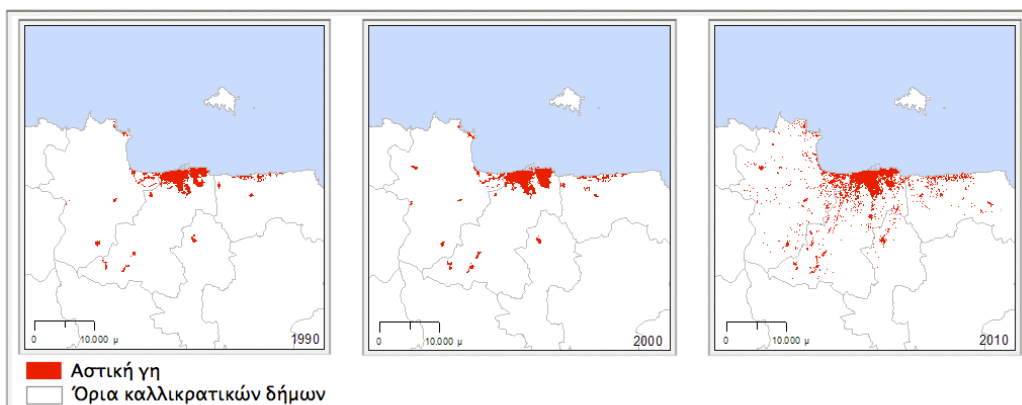 0 10.000 μ 1990
0 10.000 μ 2000
0 10.000 μ 2010
Αστική γη
Όρια καλλικρατικών δήμων